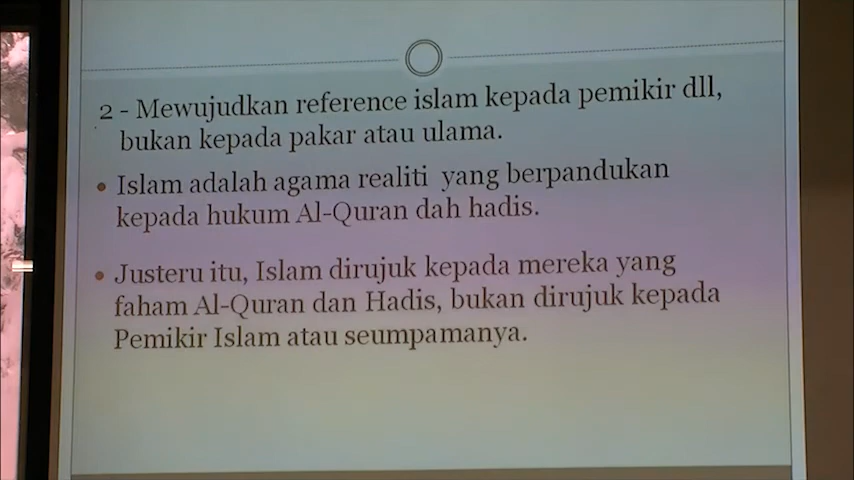 2 - Mewujudkan reference islam kepada pemikir dll,
bukan kepada pakar atau ulama.
Islam adalah agama realiti yang berpandukan
kepada hukum Al-Quran dah hadis.
Justeru itu, Islam dirujuk kepada mereka yang
faham Al-Quran dan Hadis, bukan dirujuk kepada
Pemikir Islam atau seumpamanya.